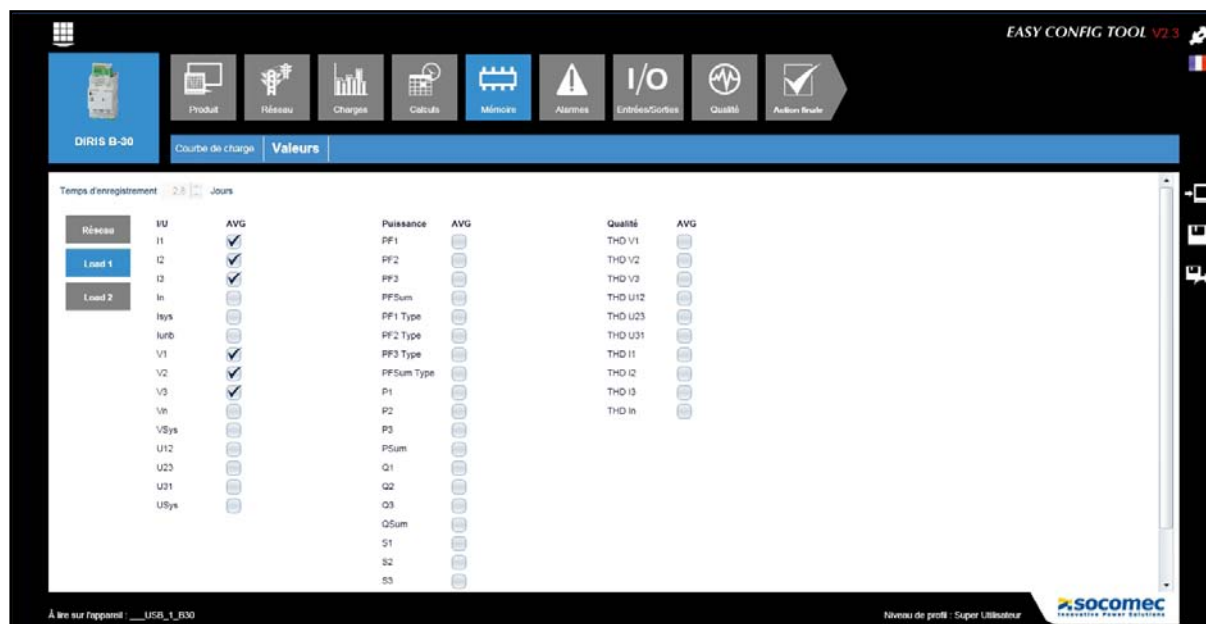 EASY CONFIG TOOL V2.3
DIRIS B-30
Produit
Réseau
Charges
Calculs
Mémoire
Alarmes
I/O
Entrées/Sorties
Qualité
Action finale
Courbe de charge
Valeurs
Temps d'enregistrement 2.8 Jours
Réseau
Load 1
Load 2
I/U AVG
I1
I2
I3
In
Isys
Iunb
V1
V2
V3
Vn
VSys
U12
U23
U31
USys
Puissance AVG
PF1
PF2
PF3
PFSum
PF1 Type
PF2 Type
PF3 Type
PFSum Type
P1
P2
P3
PSum
Q1
Q2
Q3
QSum
S1
S2
S3
Qualité AVG
THD V1
THD V2
THD V3
THD U12
THD U23
THD U31
THD I1
THD I2
THD I3
THD In
À lire sur l'appareil : __USB_1_B30
Niveau de profil : Super Utilisateur
socomec
Innovative Power Solutions